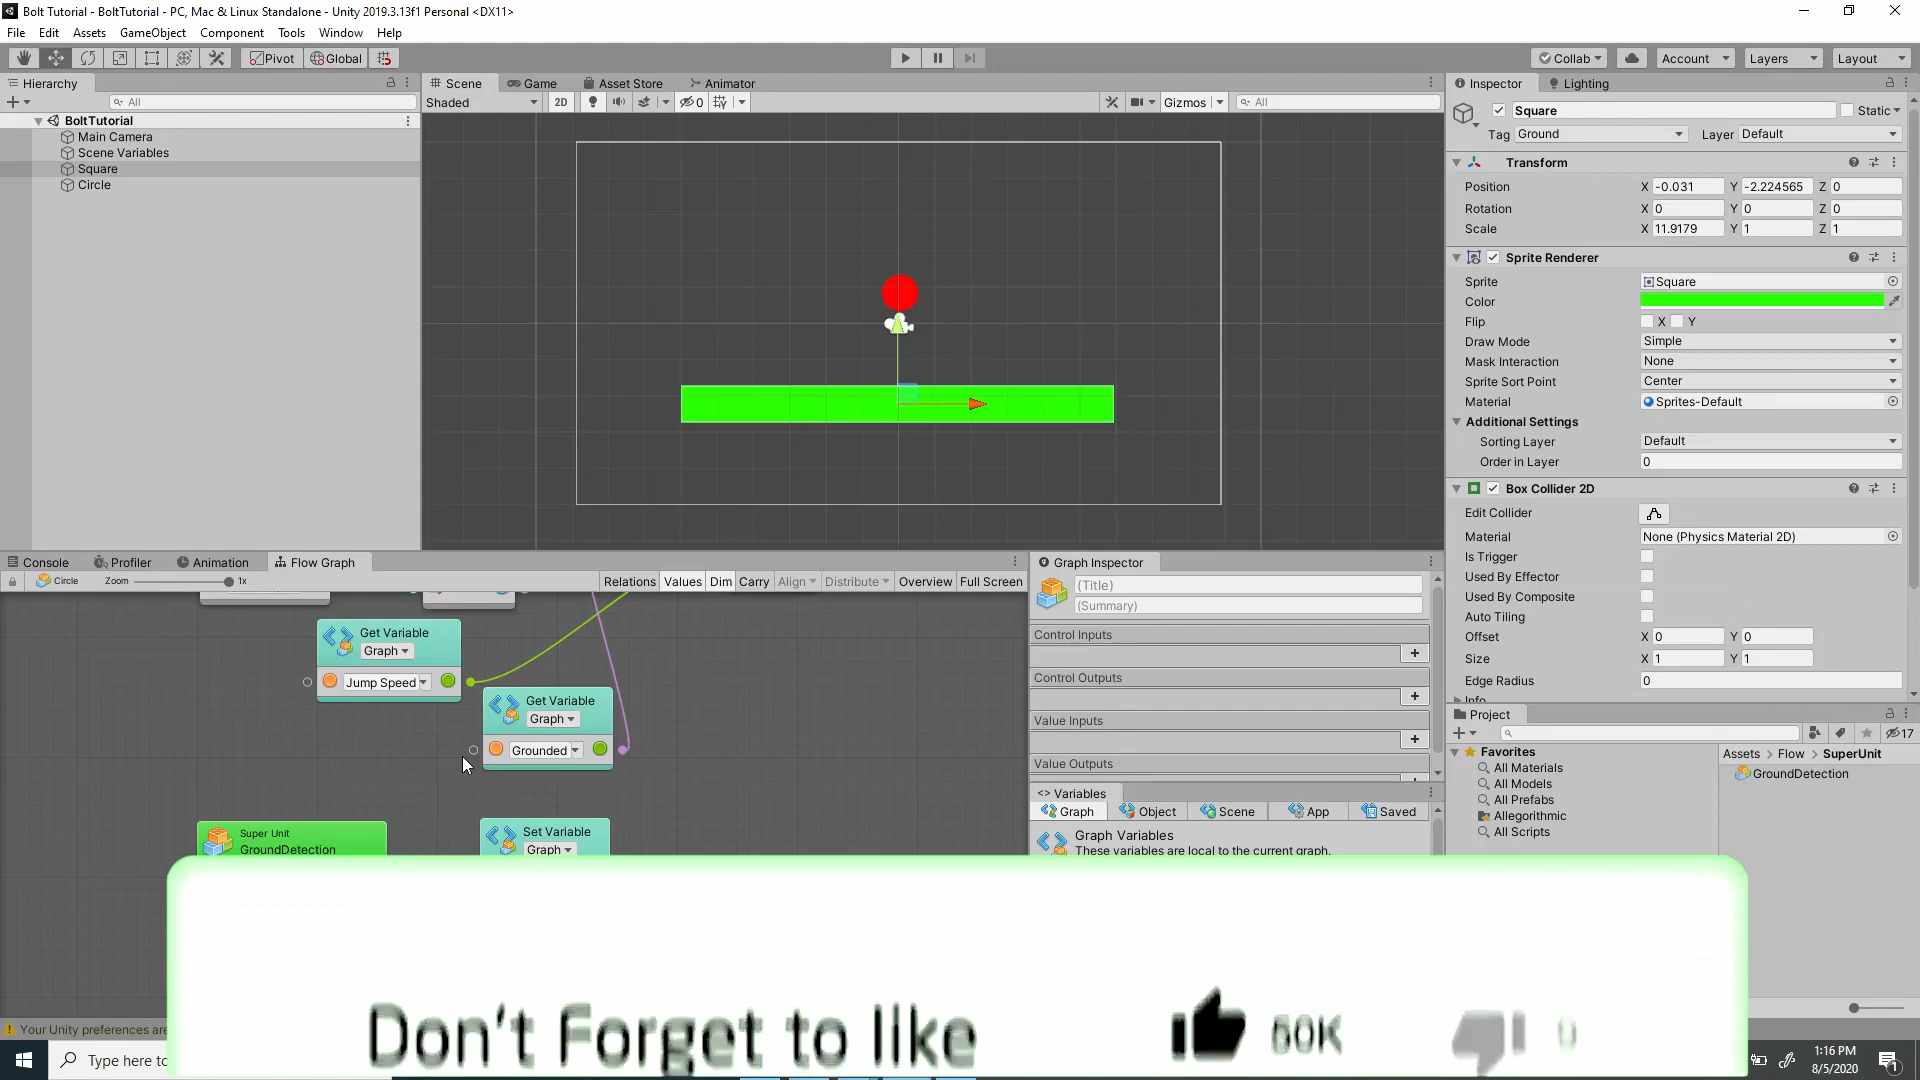 Bolt Tutorial - BoltTutorial - PC, Mac & Linux Standalone - Unity 2019.3.13f1 Personal <DX11>
File Edit Assets GameObject Component Tools Window Help
Pivot Global Collab Account Layers Layout
Hierarchy
All
BoltTutorial
Main Camera
Scene Variables
Square
Circle
Scene Game Asset Store Animator
Shaded 2D 0 Gizmos All
Inspector Lighting
Square Static
Tag Ground Layer Default
Transform
Position X -0.031 Y -2.224565 Z 0
Rotation X 0 Y 0 Z 0
Scale X 11.9179 Y 1 Z 1
Sprite Renderer
Sprite Square
Color
Flip X Y
Draw Mode Simple
Mask Interaction None
Sprite Sort Point Center
Material Sprites-Default
Additional Settings
Sorting Layer Default
Order in Layer 0
Box Collider 2D
Edit Collider
Material None (Physics Material 2D)
Is Trigger
Used By Effector
Used By Composite
Auto Tiling
Offset X 0 Y 0
Size X 1 Y 1
Edge Radius 0
Info
Console Profiler Animation Flow Graph
Circle Zoom 1x Relations Values Dim Carry Align Distribute Overview Full Screen
Get Variable
Graph
Jump Speed
Get Variable
Graph
Grounded
Super Unit
GroundDetection
Set Variable
Graph
Graph Inspector
(Title)
(Summary)
Control Inputs
Control Outputs
Value Inputs
Value Outputs
<> Variables
Graph Object Scene App Saved
Graph Variables
These variables are local to the current graph.
Project
17
Favorites
All Materials
All Models
All Prefabs
Allegorithmic
All Scripts
Assets > Flow > SuperUnit
GroundDetection
Your Unity preferences are
Don't Forget to like 60K 0
Type here to
1:16 PM
8/5/2020
1